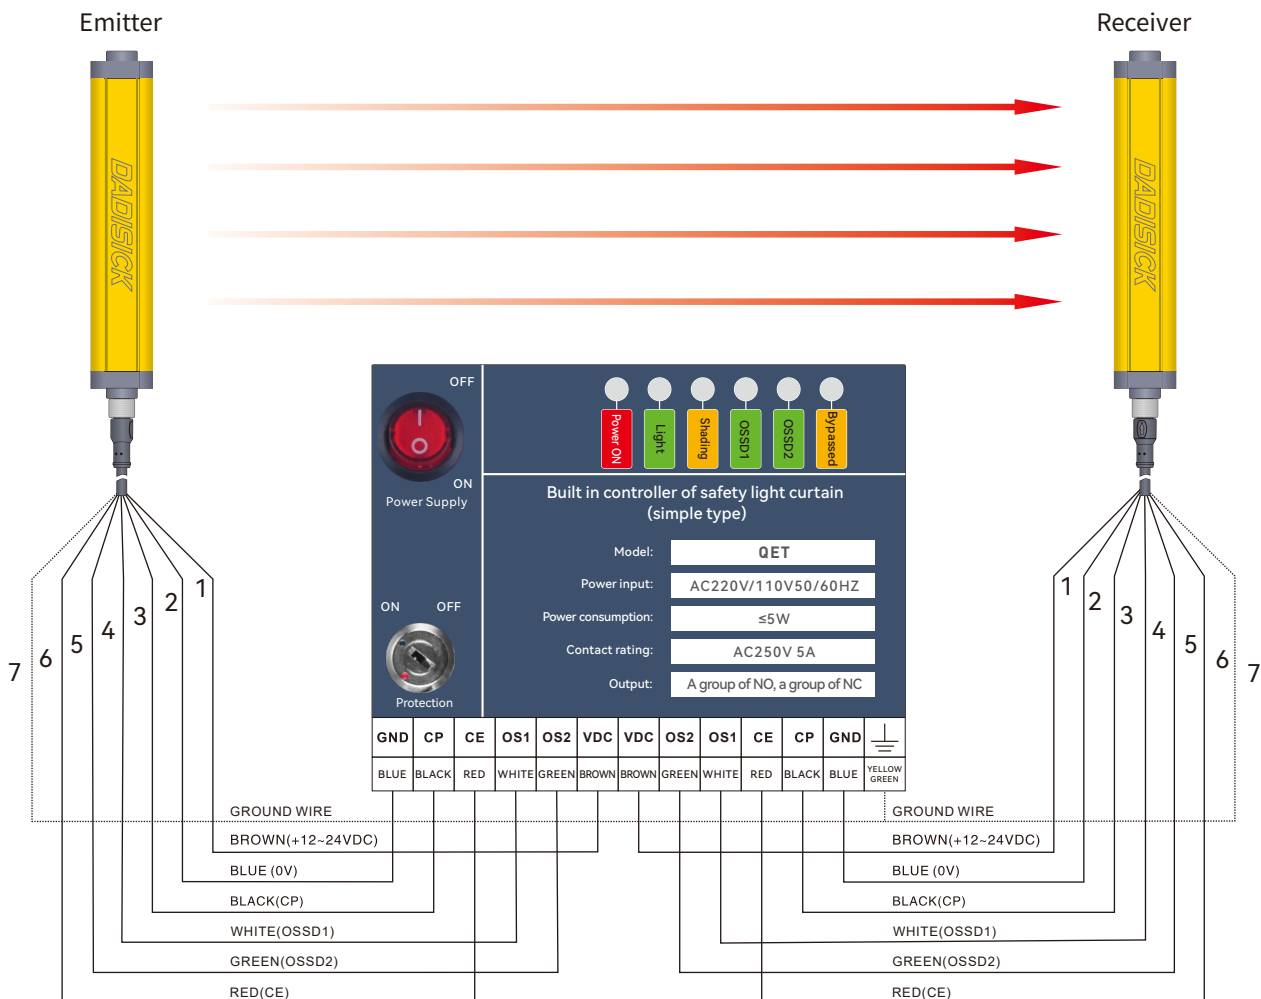 Emitter
Receiver
DADISICK
DADISICK
OFF
ON
Power Supply
Power ON
Light
Shading
OSSD1
OSSD2
Bypassed
Built in controller of safety light curtain
(simple type)
Model: QET
Power input: AC220V/110V50/60HZ
Power consumption: ≤5W
Contact rating: AC250V 5A
Output: A group of NO, a group of NC
ON OFF
Protection
GND CP CE OS1 OS2 VDC VDC OS2 OS1 CE CP GND
BLUE BLACK RED WHITE GREEN BROWN BROWN GREEN WHITE RED BLACK BLUE YELLOW
GREEN
7 6 5 4 3 2 1
1 2 3 4 5 6 7
GROUND WIRE
BROWN(+12~24VDC)
BLUE (0V)
BLACK(CP)
WHITE(OSSD1)
GREEN(OSSD2)
RED(CE)
GROUND WIRE
BROWN(+12~24VDC)
BLUE (0V)
BLACK(CP)
WHITE(OSSD1)
GREEN(OSSD2)
RED(CE)